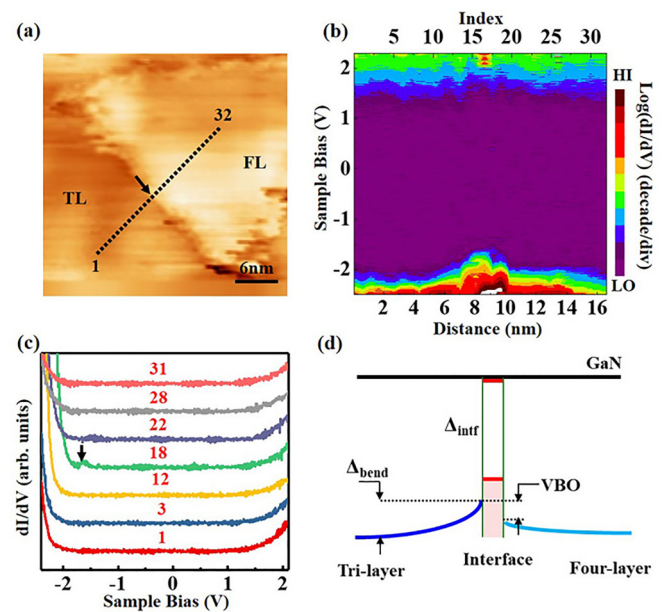 (a)
32
TL
FL
1
6nm
(b)
Index
0 5 10 15 20 25 30
Sample Bias (V)
2
1
0
-1
-2
2 4 6 8 10 12 14 16
Distance (nm)
HI
LO
Log(dI/dV) (decade/div)
(c)
dI/dV (arb. units)
31
28
22
18
12
3
1
-2 -1 0 1 2
Sample Bias (V)
(d)
GaN
Δintf
Δbend
VBO
Interface
Tri-layer
Four-layer